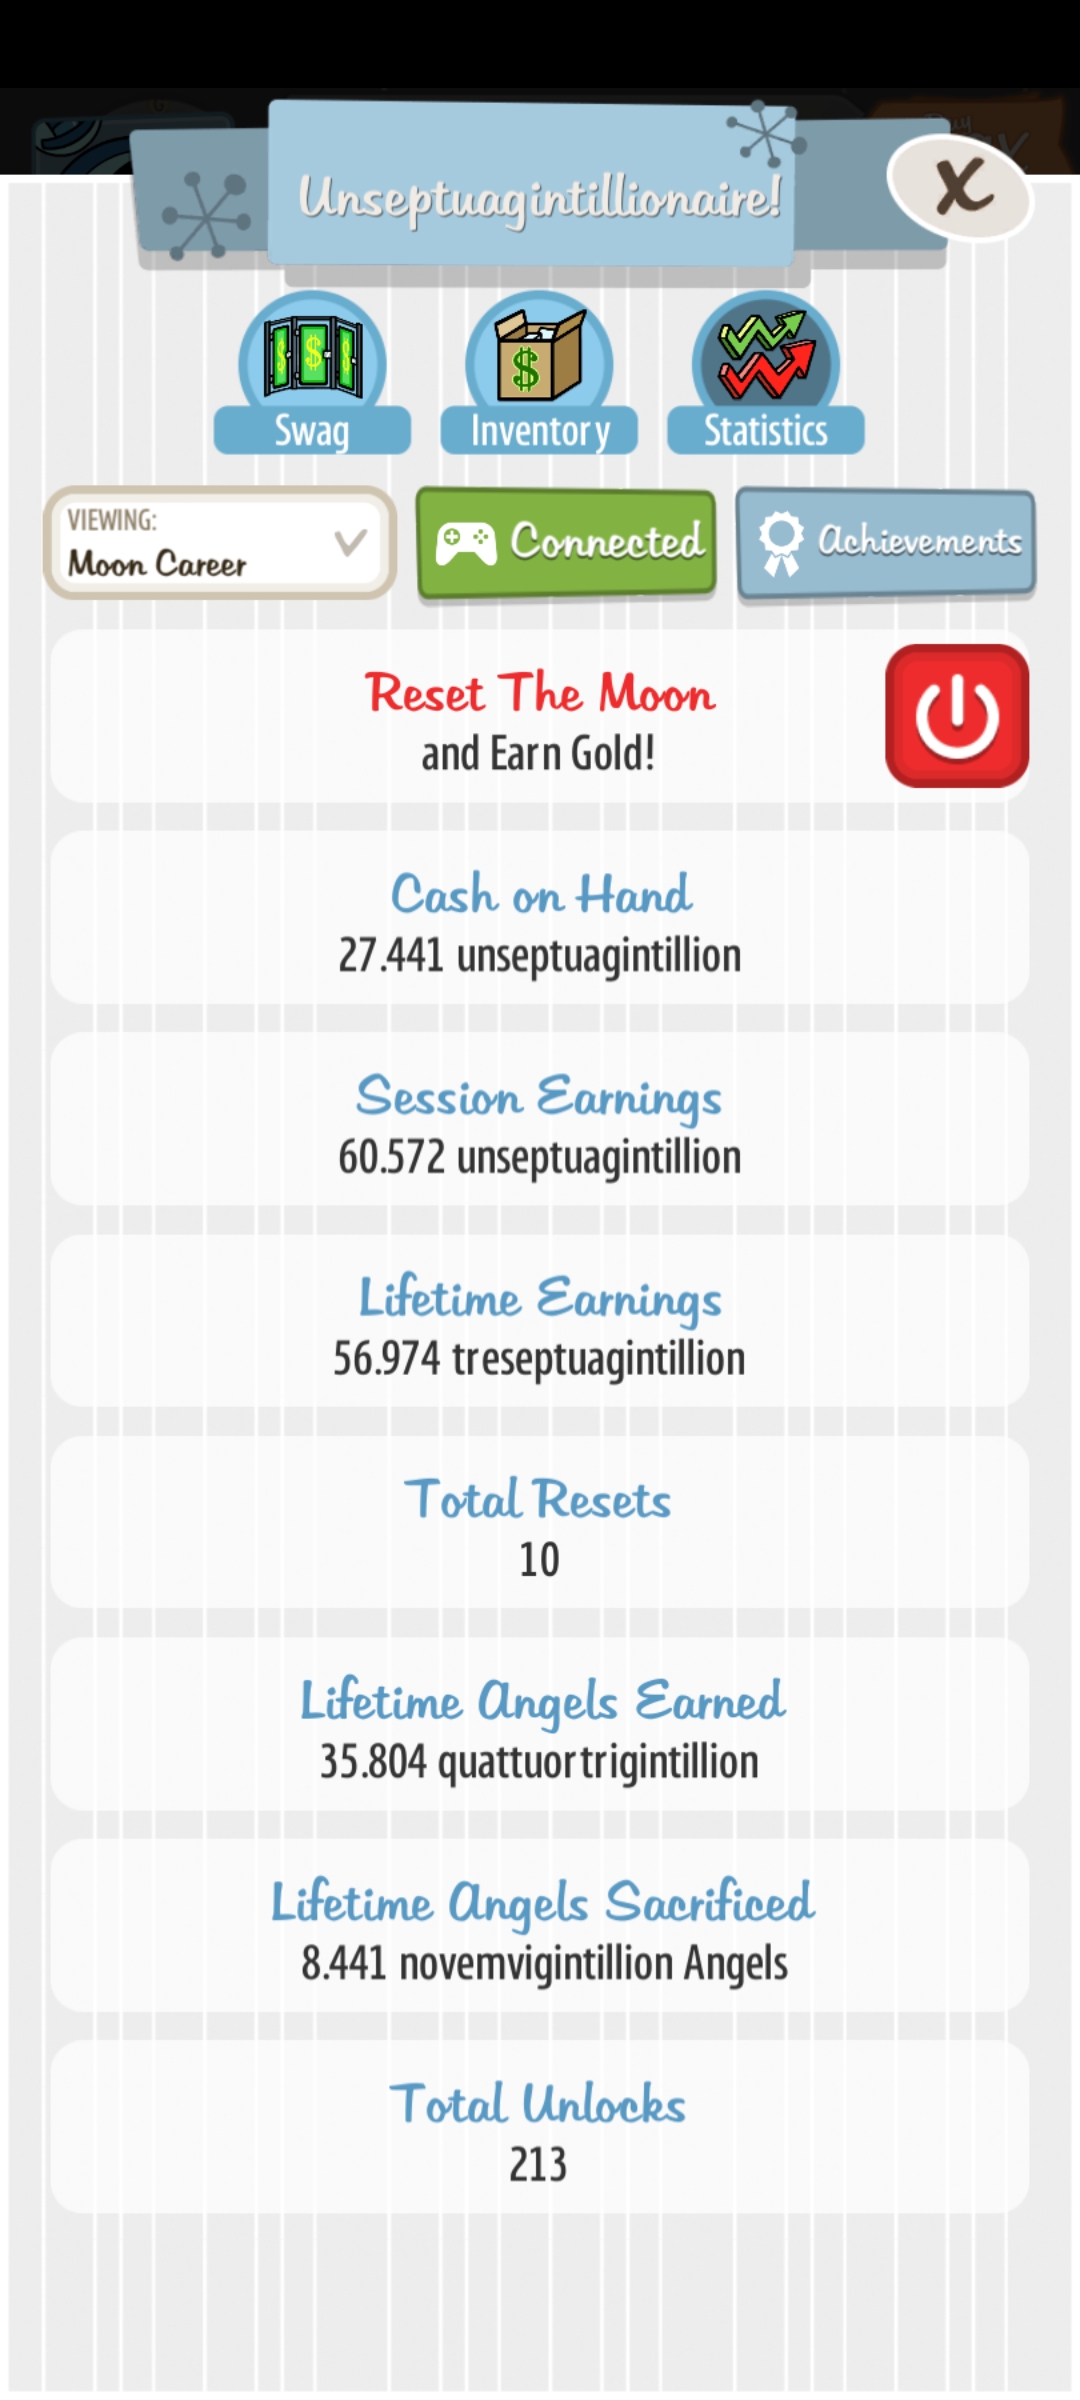 Unseptuagintillionaire!
X
Swag
Inventory
Statistics
VIEWING:
Moon Career
Connected
Achievements
Reset The Moon
and Earn Gold!
Cash on Hand
27.441 unseptuagintillion
Session Earnings
60.572 unseptuagintillion
Lifetime Earnings
56.974 treseptuagintillion
Total Resets
10
Lifetime Angels Earned
35.804 quattuortrigintillion
Lifetime Angels Sacrificed
8.441 novemvigintillion Angels
Total Unlocks
213